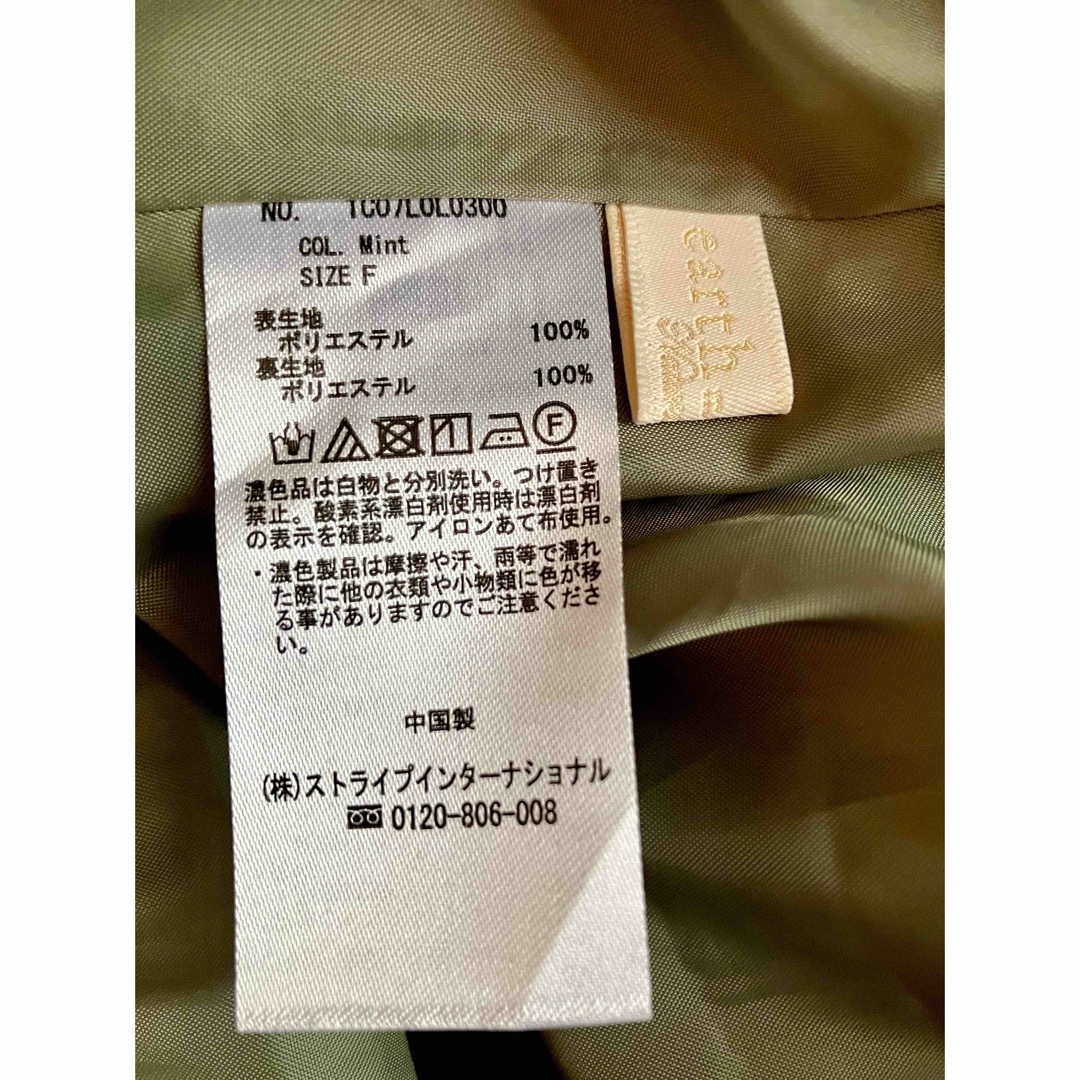 NO. 1C07L0L0300
COL. Mint
SIZE F
表生地
ポリエステル 100%
裏生地
ポリエステル 100%
F
濃色品は白物と分別洗い。つけ置き
禁止。酸素系漂白剤使用時は漂白剤
の表示を確認。アイロンあて布使用。
・濃色製品は摩擦や汗、雨等で濡れ
た際に他の衣類や小物類に色が移
る事がありますのでご注意くださ
い。
中国製
(株)ストライプインターナショナル
0120-806-008
earth